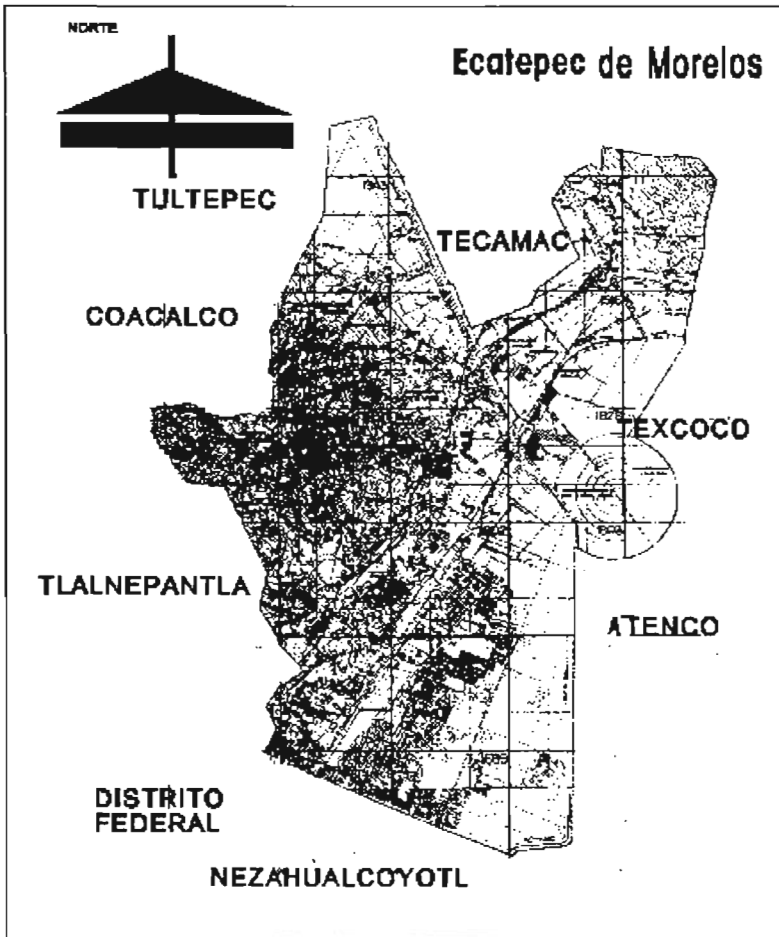 NORTE
Ecatepec de Morelos
TULTEPEC
TECAMAC
COACALCO
TEXCOCO
TLALNEPANTLA
ATENCO
DISTRITO
FEDERAL
NEZAHUALCOYOTL